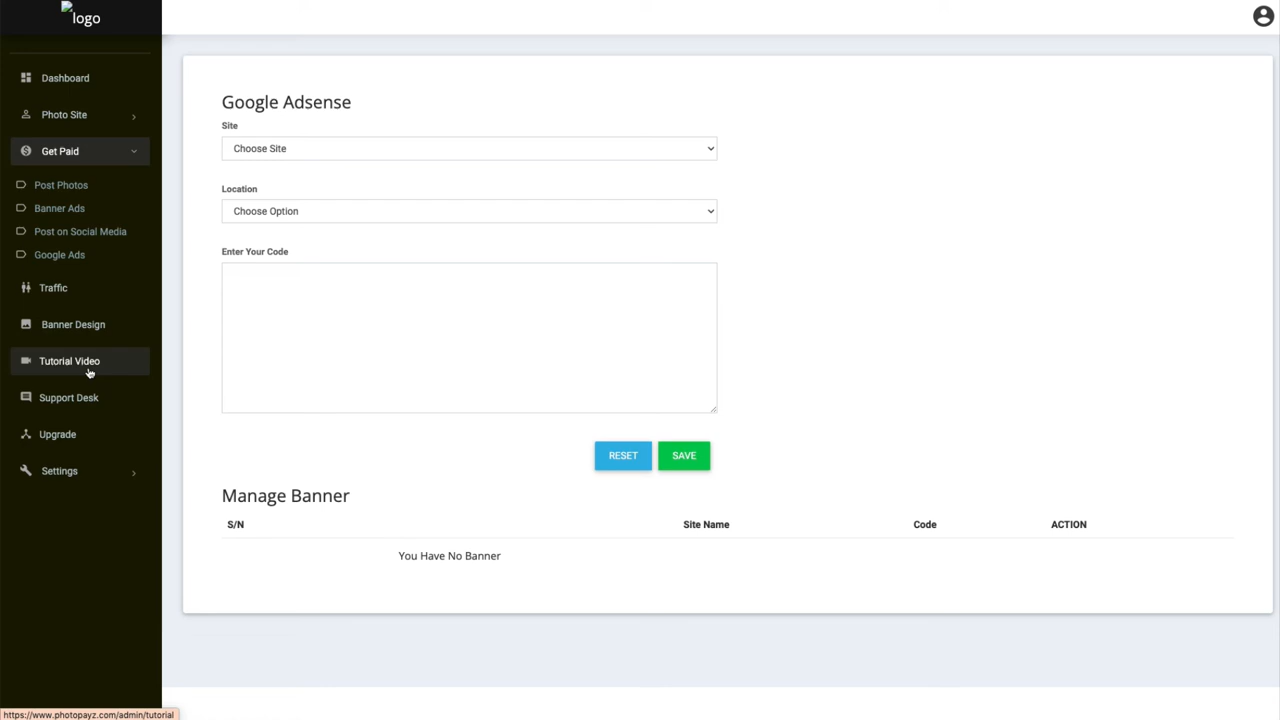 logo
Dashboard
Photo Site
Get Paid
Post Photos
Banner Ads
Post on Social Media
Google Ads
Traffic
Banner Design
Tutorial Video
Support Desk
Upgrade
Settings
Google Adsense
Site
Choose Site
Location
Choose Option
Enter Your Code
RESET SAVE
Manage Banner
S/N Site Name Code ACTION
You Have No Banner
https://www.photopayz.com/admin/tutorial